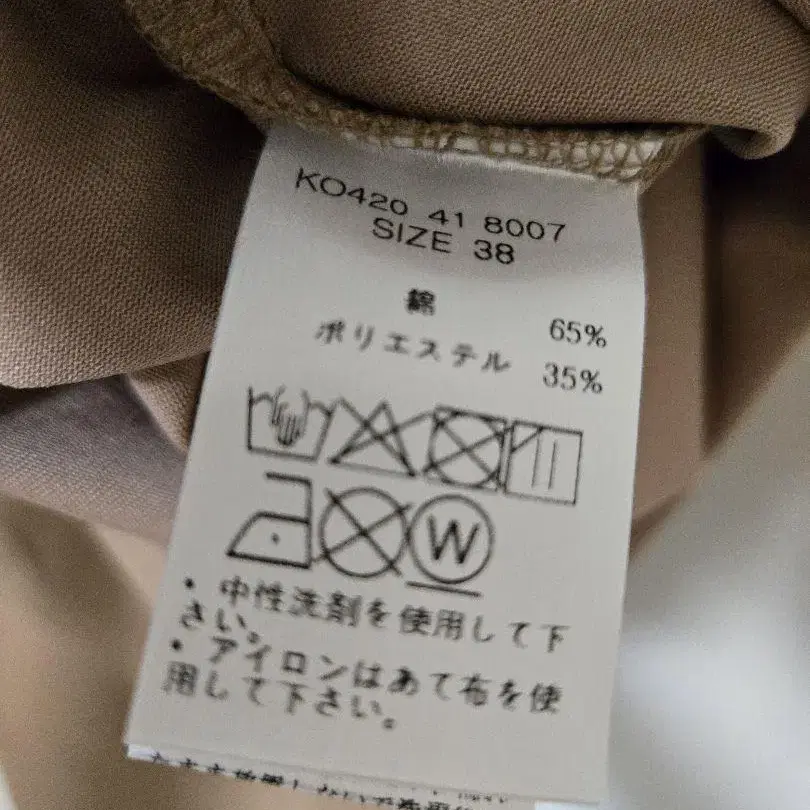 KO420 41 8007
SIZE 38
綿 65%
ポリエステル 35%
W
・中性洗剤を使用して下
さい。
・アイロンはあて布を使
用して下さい。